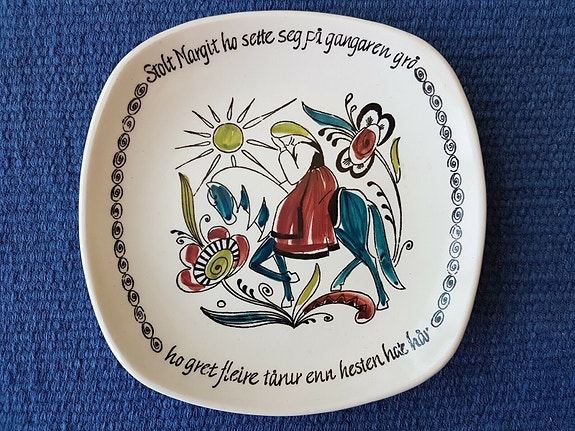 Stolt Margit ho sette seg på gangaren grå
ho gret fleire tårur enn hesten har hår